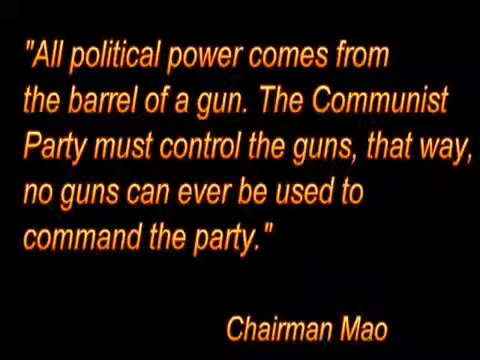 "All political power comes from
the barrel of a gun. The Communist
Party must control the guns, that way,
no guns can ever be used to
command the party."
Chairman Mao